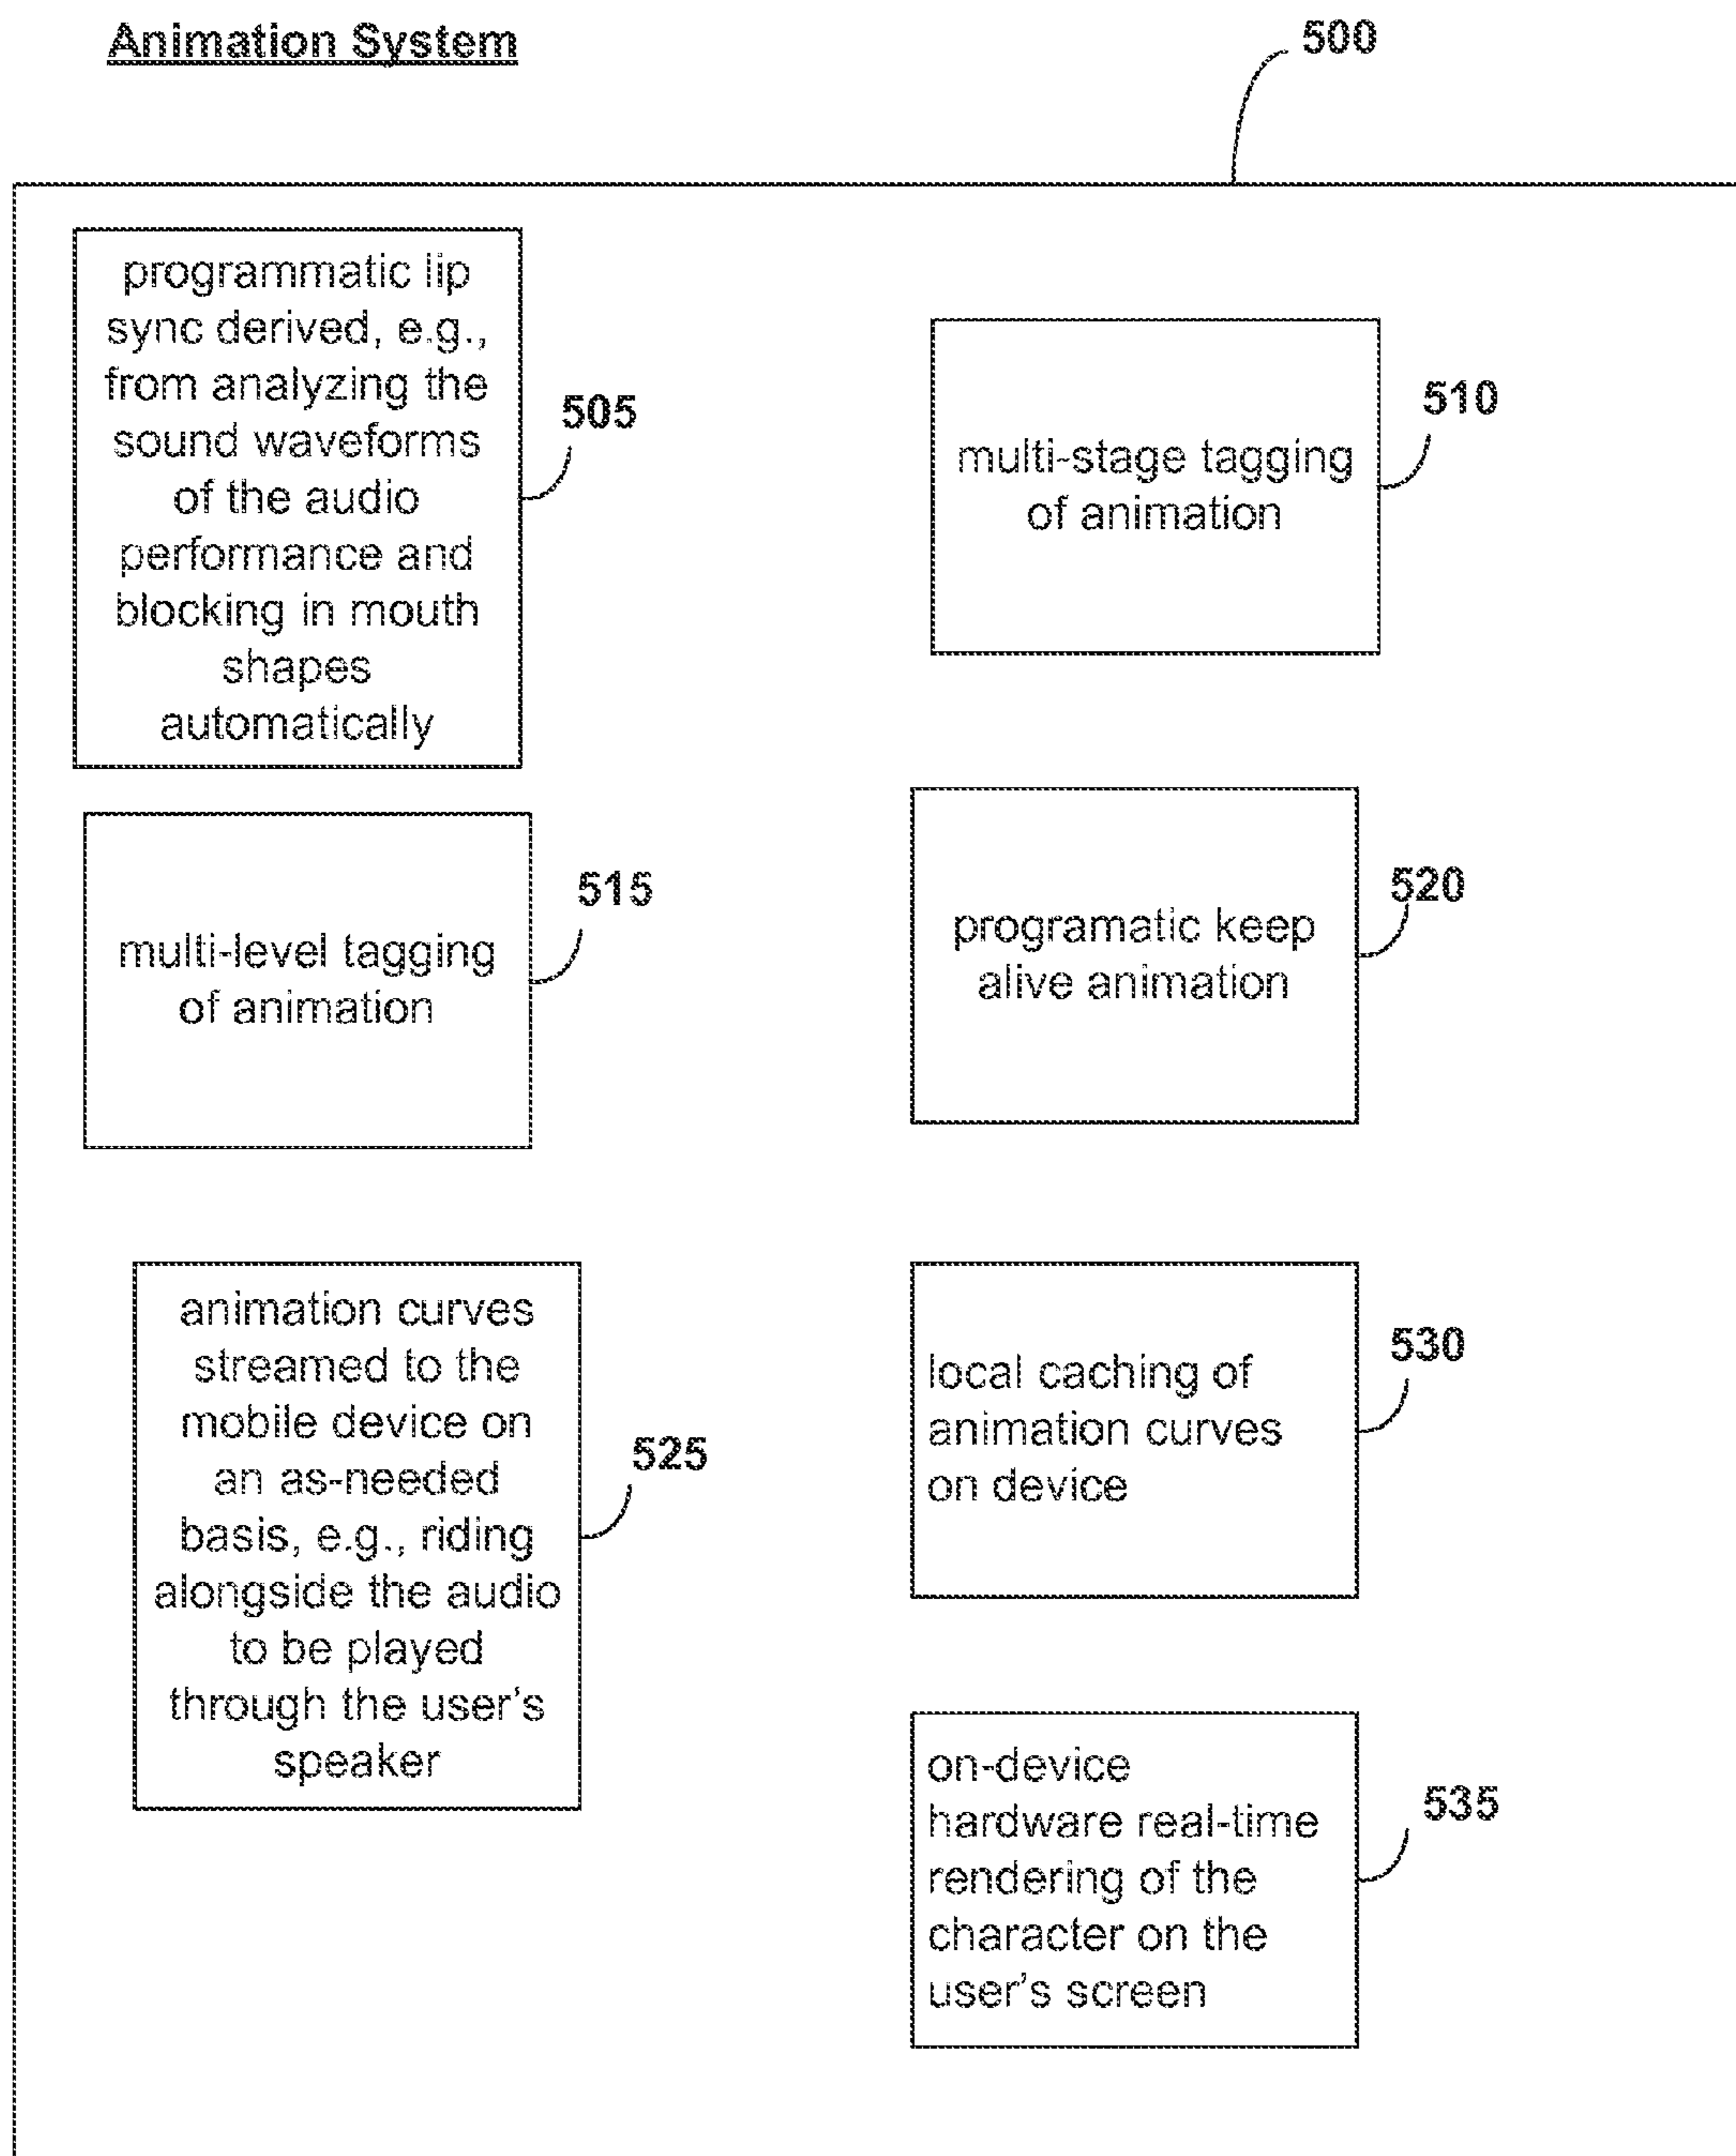 Animation System
500
programmatic lip
sync derived, e.g.,
from analyzing the
sound waveforms
of the audio
performance and
blocking in mouth
shapes
automatically
505
multi-stage tagging
of animation
510
multi-level tagging
of animation
515
programatic keep
alive animation
520
animation curves
streamed to the
mobile device on
an as-needed
basis, e.g., riding
alongside the audio
to be played
through the user's
speaker
525
local caching of
animation curves
on device
530
on-device
hardware real-time
rendering of the
character on the
user's screen
535